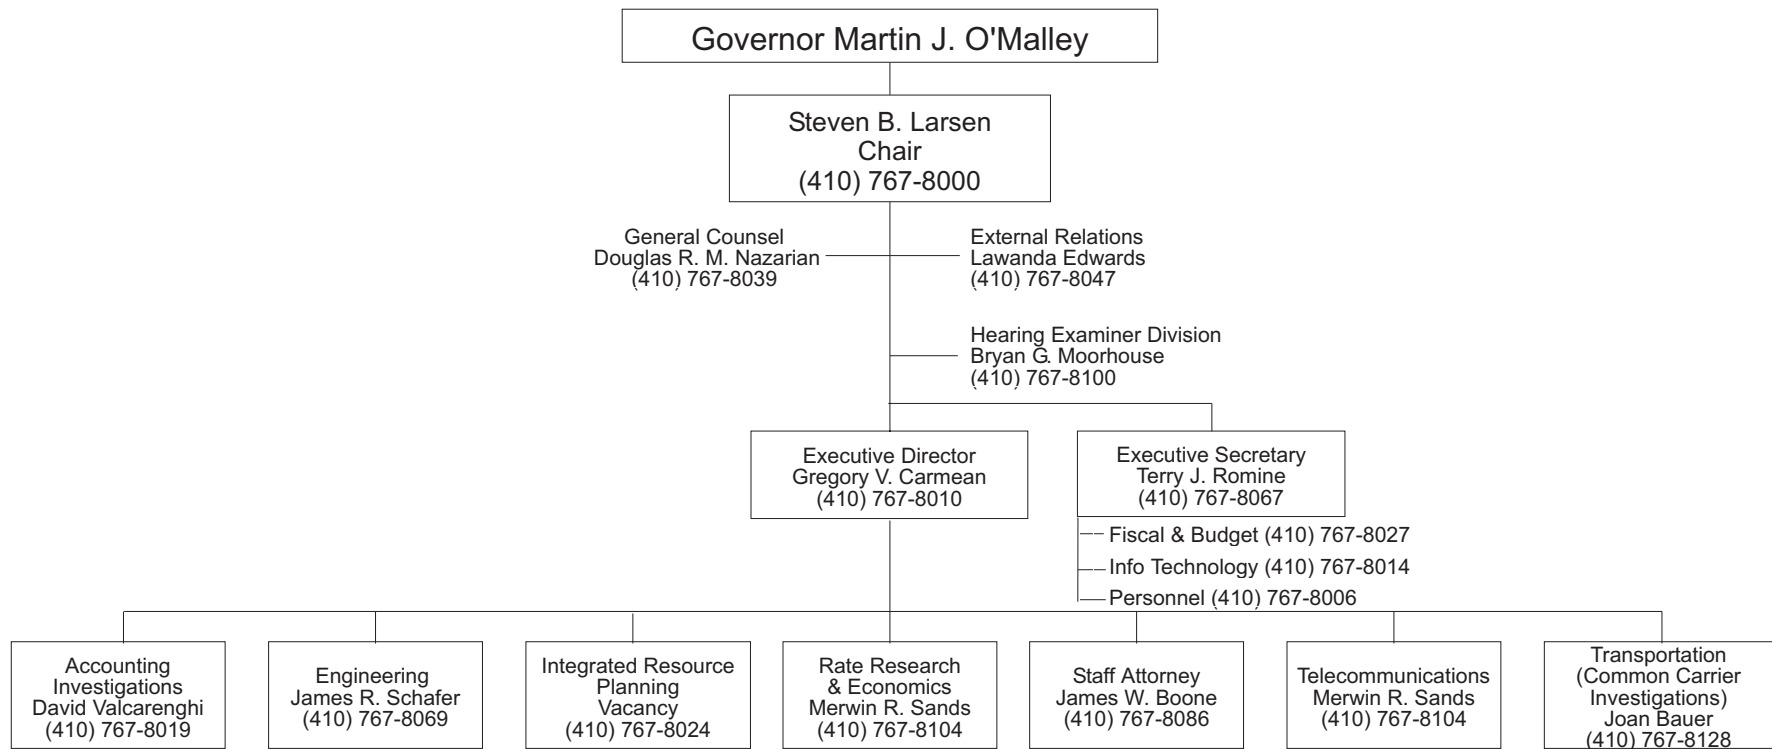 Governor Martin J. O'Malley
Steven B. Larsen
Chair
(410) 767-8000
General Counsel
Douglas R. M. Nazarian
(410) 767-8039
External Relations
Lawanda Edwards
(410) 767-8047
Hearing Examiner Division
Bryan G. Moorhouse
(410) 767-8100
Executive Director
Gregory V. Carmean
(410) 767-8010
Executive Secretary
Terry J. Romine
(410) 767-8067
Fiscal & Budget (410) 767-8027
Info Technology (410) 767-8014
Personnel (410) 767-8006
Accounting
Investigations
David Valcarenghi
(410) 767-8019
Engineering
James R. Schafer
(410) 767-8069
Integrated Resource
Planning
Vacancy
(410) 767-8024
Rate Research
& Economics
Merwin R. Sands
(410) 767-8104
Staff Attorney
James W. Boone
(410) 767-8086
Telecommunications
Merwin R. Sands
(410) 767-8104
Transportation
(Common Carrier
Investigations)
Joan Bauer
(410) 767-8128